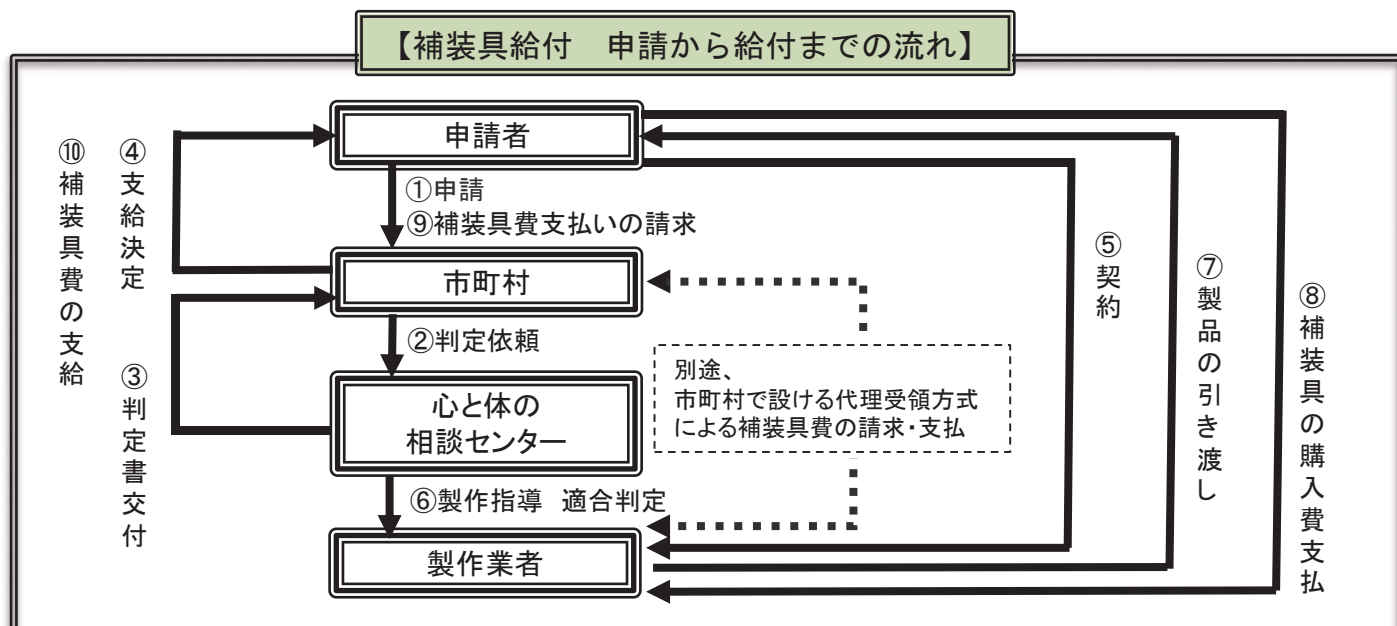 【補装具給付　申請から給付までの流れ】
申請者
①申請
⑨補装具費支払いの請求
市町村
②判定依頼
心と体の
相談センター
⑥製作指導　適合判定
製作業者
⑩補装具費の支給
④支給決定
③判定書交付
別途、
市町村で設ける代理受領方式
による補装具費の請求・支払
⑤契約
⑦製品の引き渡し
⑧補装具の購入費支払